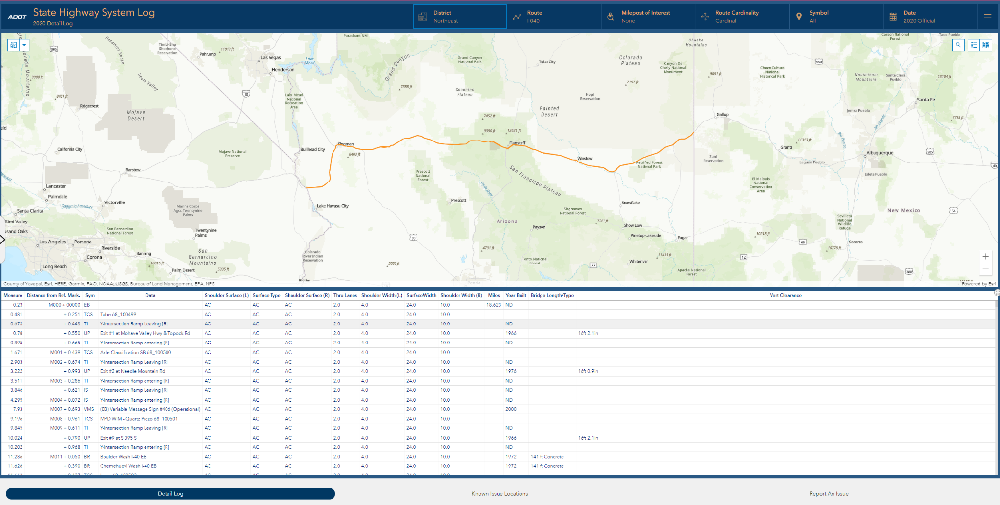 ADOT
State Highway System Log
2020 Detail Log
District
Northeast
Route
I 040
Milepost of Interest
None
Route Cardinality
Cardinal
Symbol
All
Date
2020 Official
Parashant NM
Chuska Mountains
Carson National Forest
Taos Pueblo
395
Panamint Range
Timbi-Sha Shoshone Reservation
11919 ft
Pahrump
Las Vegas
Lake Mead
Henderson
Grand Canyon
Grand Canyon National Park
Tuba City
Colorado Plateau
Canyon De Chelly National Monument
550
Chaco Culture National Historical Park
Nacimiento Mountains
Santa Clara Pueblo
13104 ft
9988 ft
Death Valley
9091 ft
7197 ft
8451 ft
7388 ft
Coconino Plateau
Hopi Reservation
15
Lake Mead National Recreation Area
Ridgecrest
Santa Fe
Mojave Desert
Painted Desert
Jemez Pueblo
Rio Grande
7452 ft
Gallup
7753 ft
eld
9390 ft
12621 ft
Rio Puerco
11313 ft
Kingman
Flagstaff
California City
Bullhead City
Mojave National Preserve
8403 ft
Grants
285
Albuquerque
Winslow
Zuni Reservation
Laguna Pueblo
Petrified Forest National Park
40
Barstow
San Francisco Plateau
Prescott National Forest
Isleta Pueblo
El Malpais National Conservation Area
Lancaster
Verde River
Palmdale
Victorville
Prescott
Snowflake
California Aqueduct
Lake Havasu City
Santa Clarita
Marine Corps Agcc Twentynine Palms
Sitgreaves National Forest
New Mexico
54
Simi Valley
Arizona
7261 ft
Sevilleta National Wildlife Refuge
usand Oaks
San Bernardino National Forest
Twentynine Palms
Payson
Show Low
Pinetop-Lakeside
Eagar
10218 ft
93
60
Socorro
Los Angeles
Pomona
Riverside
Corona
Banning
San Bernardino Mountains
Colorado River Indian Reservation
4731 ft
Tonto National Forest
11419 ft
12
10778 ft
Whiteriver
Long Beach
10815 ft
Palm Desert
5335 ft
5686 ft
77
Apache National Forest
380
Blythe
Peoria
County of Yavapai, Esri, HERE, Garmin, FAO, NOAA, USGS, Bureau of Land Management, EPA, NPS
Powered by Esri
Measure Distance from Ref. Mark. Sym Data Shoulder Surface (L) Surface Type Shoulder Surface (R) Thru Lanes Shoulder Width (L) SurfaceWidth Shoulder Width (R) Miles Year Built Bridge Length/Type Vert Clearance
0.23 M000 + 00000 EB AC AC AC 2.0 4.0 24.0 10.0 18.623 ND
0.481 + 0.251 TCS Tube 68_100499 AC AC AC 2.0 4.0 24.0 10.0
0.673 + 0.443 TI Y-Intersection Ramp Leaving [R] AC AC AC 2.0 4.0 24.0 10.0 ND
0.78 + 0.550 UP Exit #1 at Mohave Valley Hwy & Topock Rd AC AC AC 2.0 4.0 24.0 10.0 1966 16ft 2.1in
0.895 + 0.665 TI Y-Intersection Ramp entering [R] AC AC AC 2.0 4.0 24.0 10.0 ND
1.671 M001 + 0.439 TCS Axle Classification SB 68_100500 AC AC AC 2.0 4.0 24.0 10.0
2.903 M002 + 0.674 TI Y-Intersection Ramp Leaving [R] AC AC AC 2.0 4.0 24.0 10.0 ND
3.222 + 0.993 UP Exit #2 at Needle Mountain Rd AC AC AC 2.0 4.0 24.0 10.0 1976 16ft 0.9in
3.511 M003 + 0.286 TI Y-Intersection Ramp entering [R] AC AC AC 2.0 4.0 24.0 10.0 ND
3.846 + 0.621 IS Y-Intersection Ramp Leaving [R] AC AC AC 2.0 4.0 24.0 10.0 ND
4.295 M004 + 0.072 IS Y-Intersection Ramp entering [R] AC AC AC 2.0 4.0 24.0 10.0 ND
7.93 M007 + 0.693 VMS (EB) Variable Message Sign #406 (Operational) AC AC AC 2.0 4.0 24.0 10.0 2000
9.196 M008 + 0.961 TCS MPD WIM - Quartz Piezo 68_100501 AC AC AC 2.0 4.0 24.0 10.0
9.845 M009 + 0.611 TI Y-Intersection Ramp Leaving [R] AC AC AC 2.0 4.0 24.0 10.0 ND
10.024 + 0.790 UP Exit #9 at S 095 S AC AC AC 2.0 4.0 24.0 10.0 1966 16ft 2.1in
10.202 + 0.968 TI Y-Intersection Ramp entering [R] AC AC AC 2.0 4.0 24.0 10.0 ND
11.286 M011 + 0.050 BR Boulder Wash I-40 EB AC AC AC 2.0 4.0 24.0 10.0 1972 141 ft Concrete
11.626 + 0.390 BR Chemehuevi Wash I-40 EB AC AC AC 2.0 4.0 24.0 10.0 1972 141 ft Concrete
Detail Log
Known Issue Locations
Report An Issue